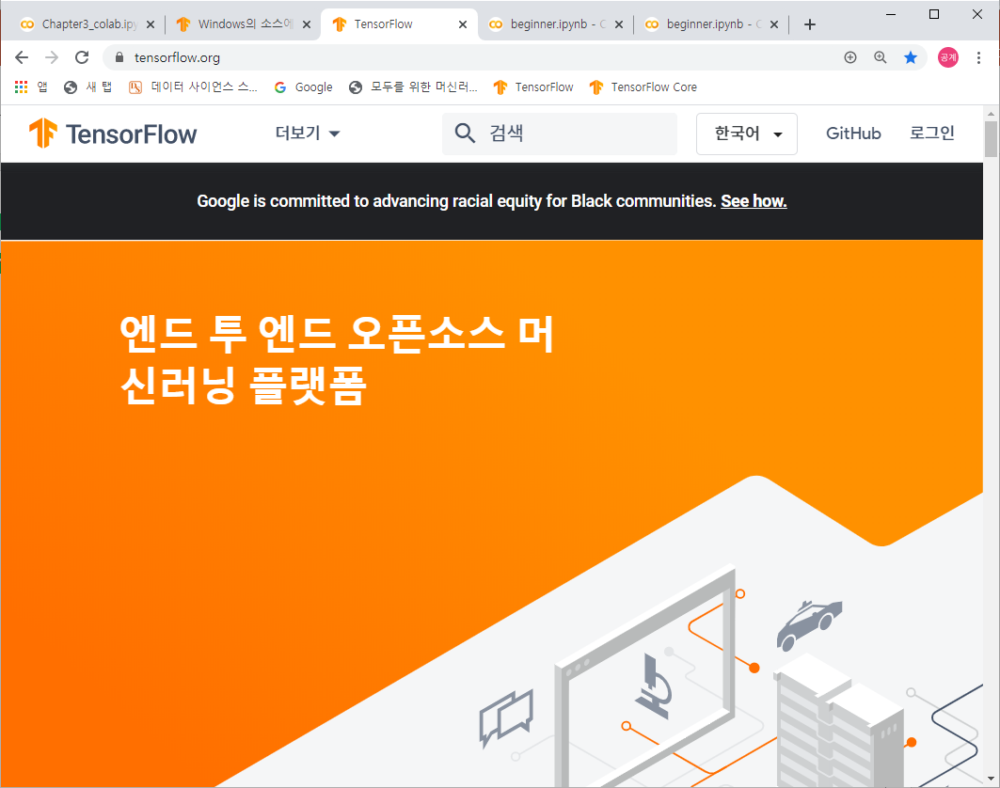 Chapter3_colab.ipy
Windows의 소스에
TensorFlow
beginner.ipynb - C
beginner.ipynb - C
tensorflow.org
공계
앱
새 탭
데이터 사이언스 스...
Google
모두를 위한 머신러...
TensorFlow
TensorFlow Core
TensorFlow
더보기
검색
한국어
GitHub
로그인
Google is committed to advancing racial equity for Black communities. See how.
엔드 투 엔드 오픈소스 머
신러닝 플랫폼